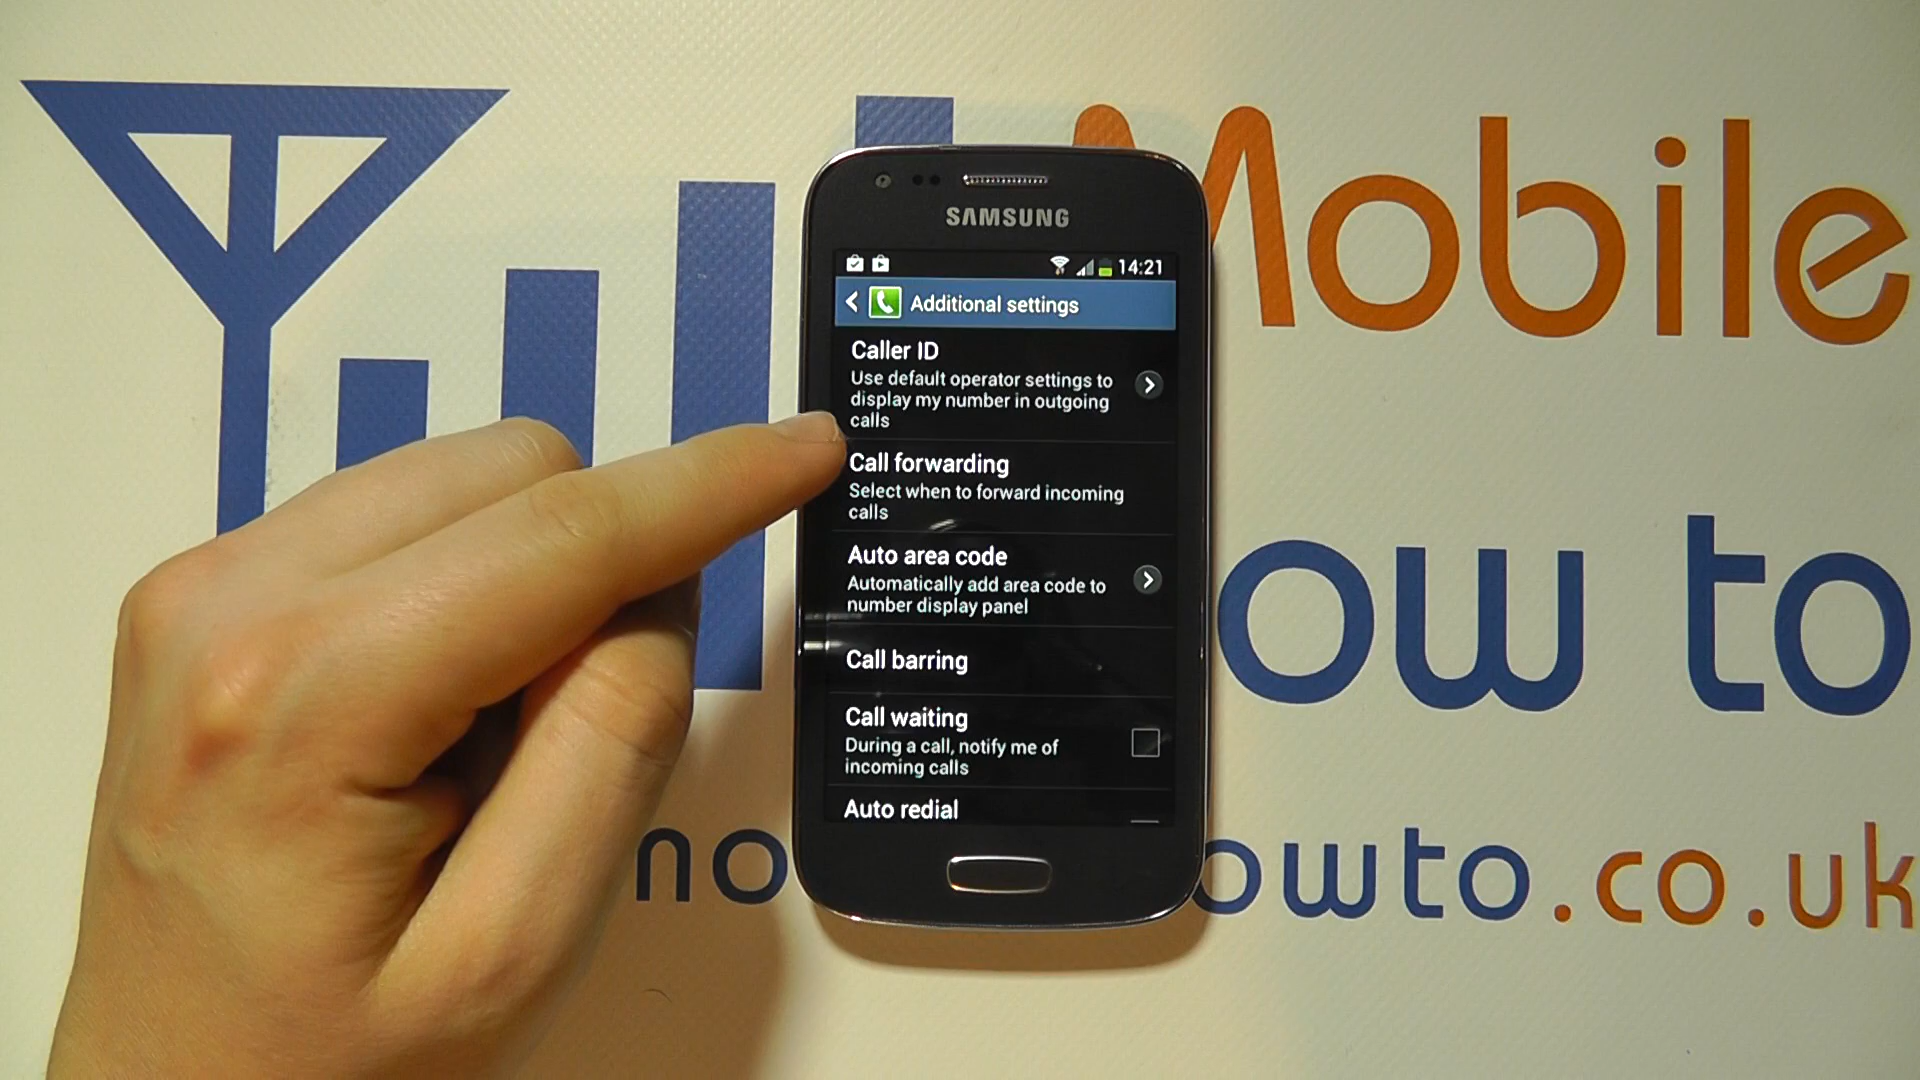 Mobile
SAMSUNG
14:21
Additional settings
Caller ID
Use default operator settings to
display my number in outgoing
calls
Call forwarding
Select when to forward incoming
calls
Auto area code
Automatically add area code to
number display panel
Call barring
Call waiting
During a call, notify me of
incoming calls
Auto redial
ow to
mo owto.co.uk